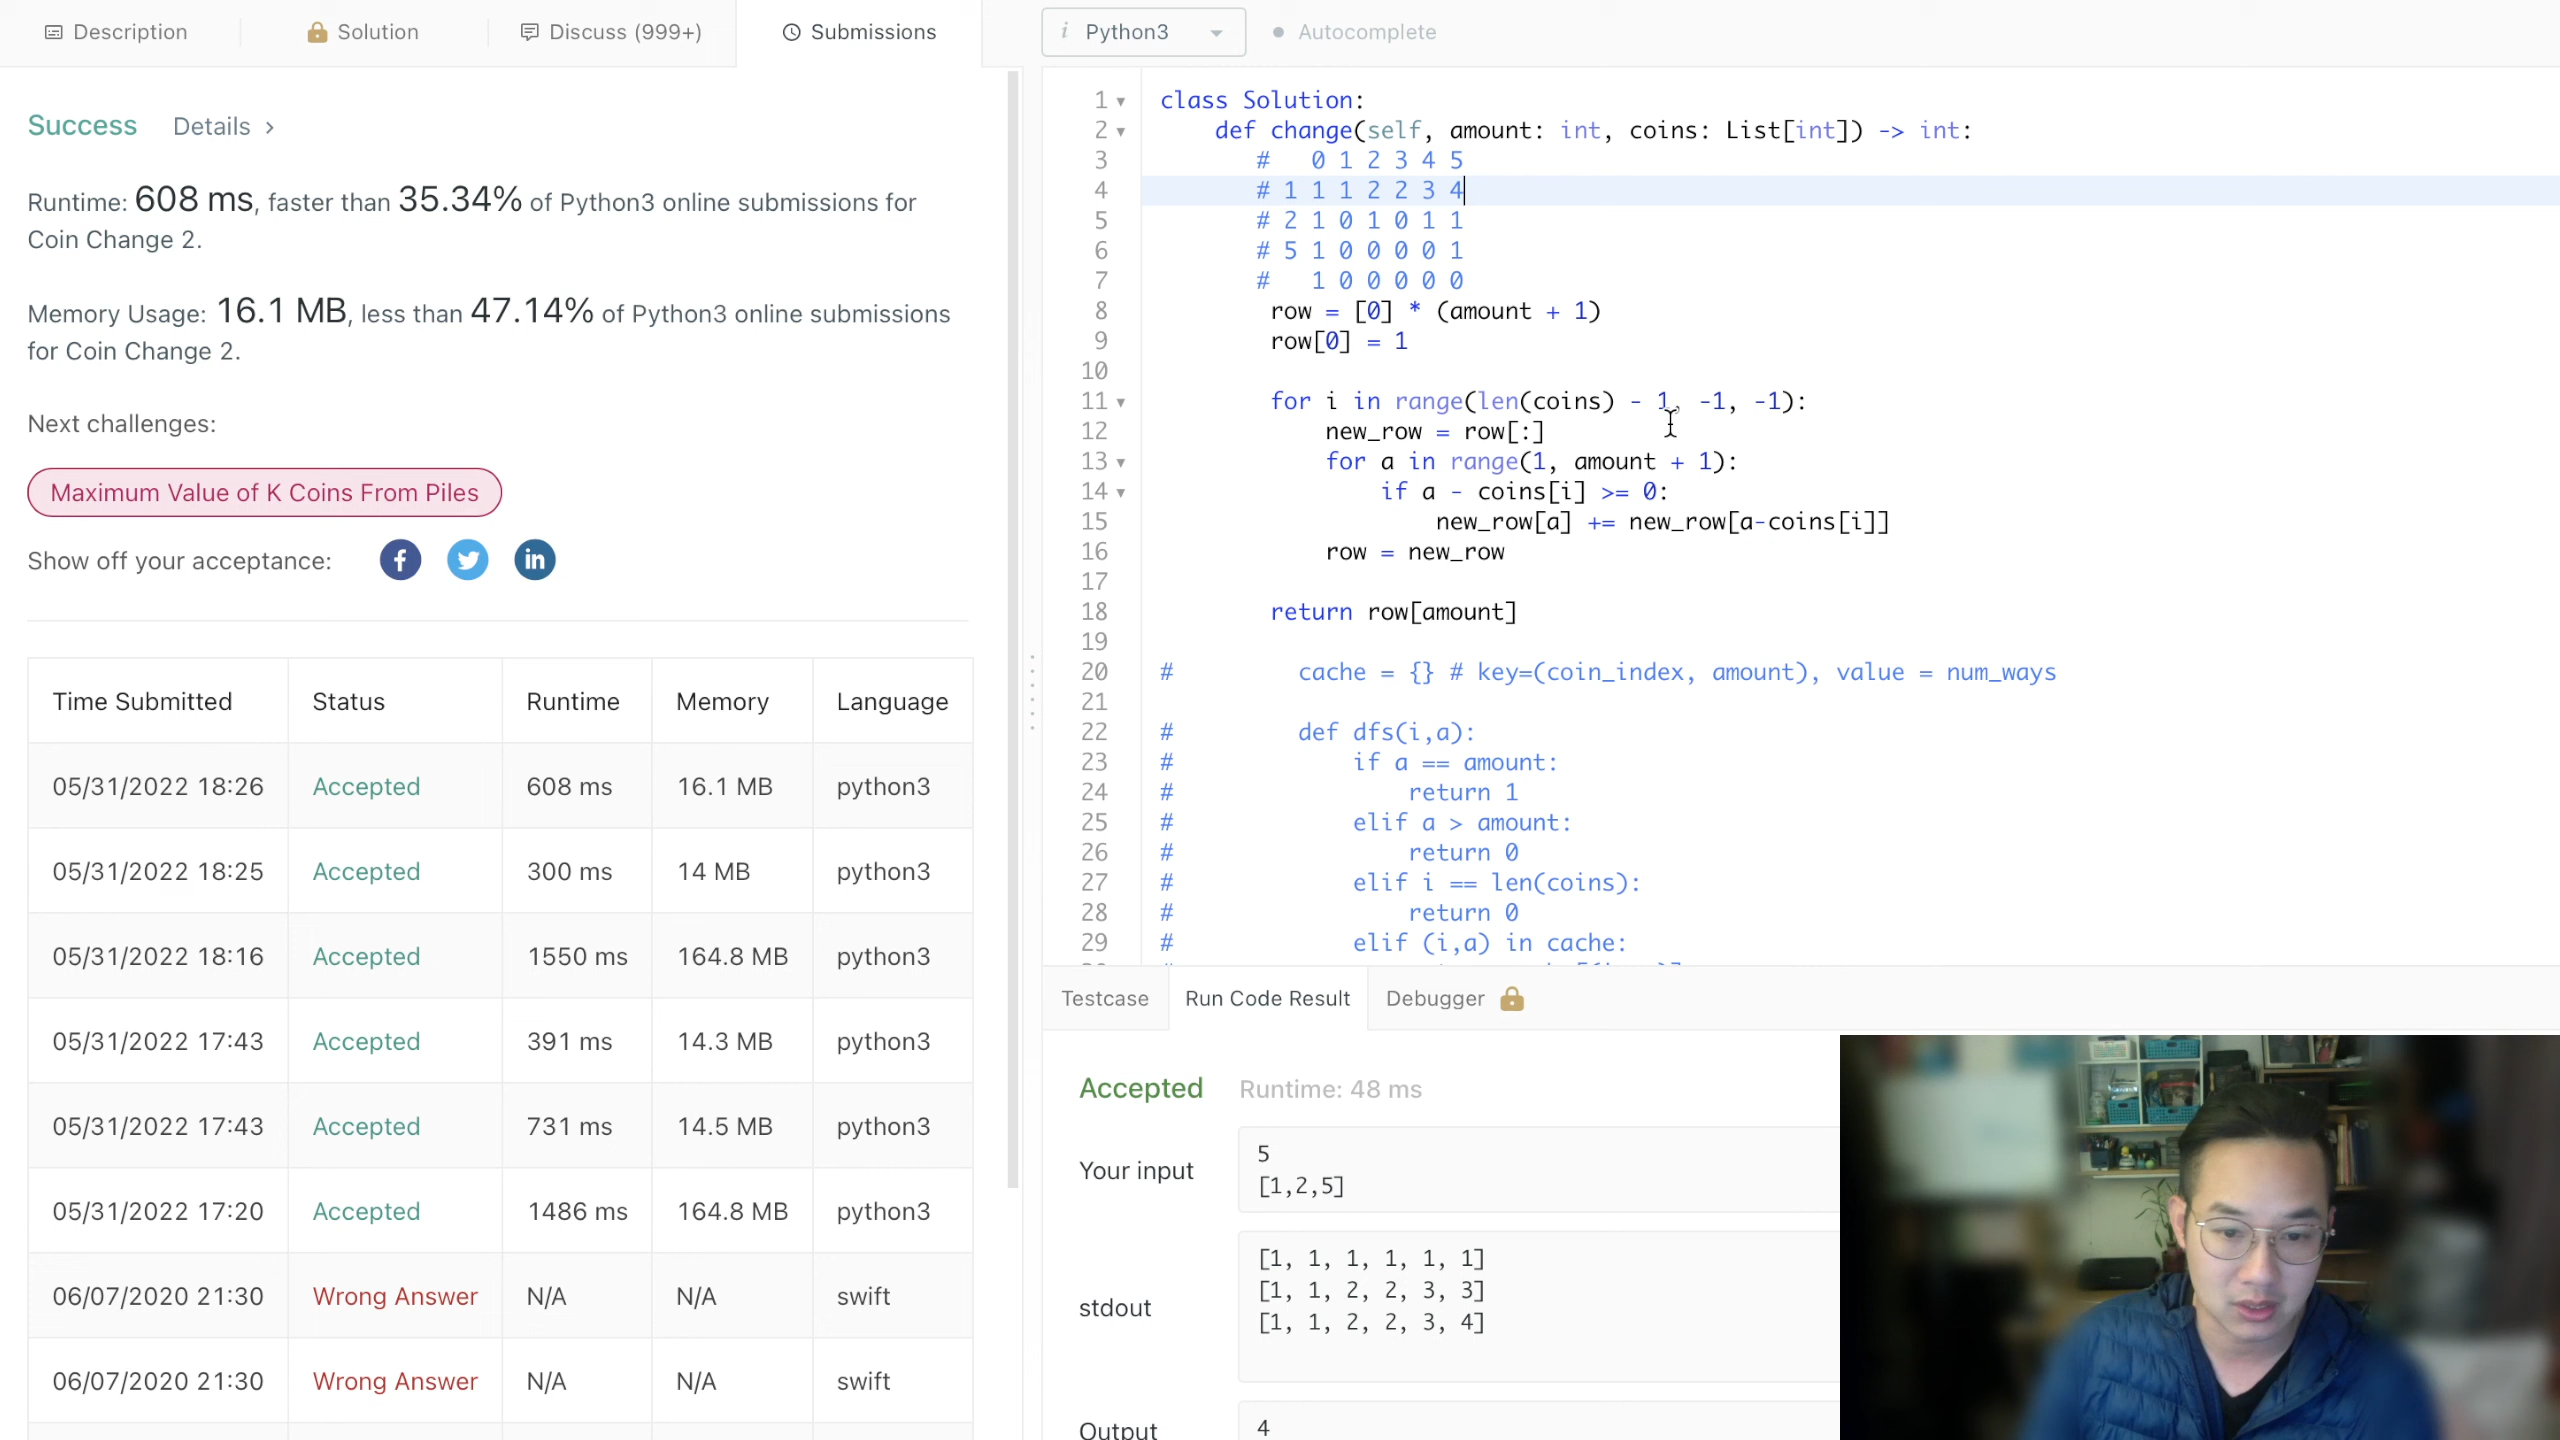 Description
Solution
Discuss (999+)
Submissions
Success Details >
Runtime: 608 ms, faster than 35.34% of Python3 online submissions for
Coin Change 2.
Memory Usage: 16.1 MB, less than 47.14% of Python3 online submissions
for Coin Change 2.
Next challenges:
Maximum Value of K Coins From Piles
Show off your acceptance:
Time Submitted Status Runtime Memory Language
05/31/2022 18:26 Accepted 608 ms 16.1 MB python3
05/31/2022 18:25 Accepted 300 ms 14 MB python3
05/31/2022 18:16 Accepted 1550 ms 164.8 MB python3
05/31/2022 17:43 Accepted 391 ms 14.3 MB python3
05/31/2022 17:43 Accepted 731 ms 14.5 MB python3
05/31/2022 17:20 Accepted 1486 ms 164.8 MB python3
06/07/2020 21:30 Wrong Answer N/A N/A swift
06/07/2020 21:30 Wrong Answer N/A N/A swift
i Python3
Autocomplete
1 class Solution:
2 def change(self, amount: int, coins: List[int]) -> int:
3 # 0 1 2 3 4 5
4 # 1 1 1 2 2 3 4
5 # 2 1 0 1 0 1 1
6 # 5 1 0 0 0 0 1
7 # 1 0 0 0 0 0
8 row = [0] * (amount + 1)
9 row[0] = 1
10
11 for i in range(len(coins) - 1, -1, -1):
12 new_row = row[:]
13 for a in range(1, amount + 1):
14 if a - coins[i] >= 0:
15 new_row[a] += new_row[a-coins[i]]
16 row = new_row
17
18 return row[amount]
19
20 # cache = {} # key=(coin_index, amount), value = num_ways
21
22 # def dfs(i,a):
23 # if a == amount:
24 # return 1
25 # elif a > amount:
26 # return 0
27 # elif i == len(coins):
28 # return 0
29 # elif (i,a) in cache:
Testcase Run Code Result Debugger
Accepted Runtime: 48 ms
Your input
5
[1,2,5]
stdout
[1, 1, 1, 1, 1, 1]
[1, 1, 2, 2, 3, 3]
[1, 1, 2, 2, 3, 4]
Output
4